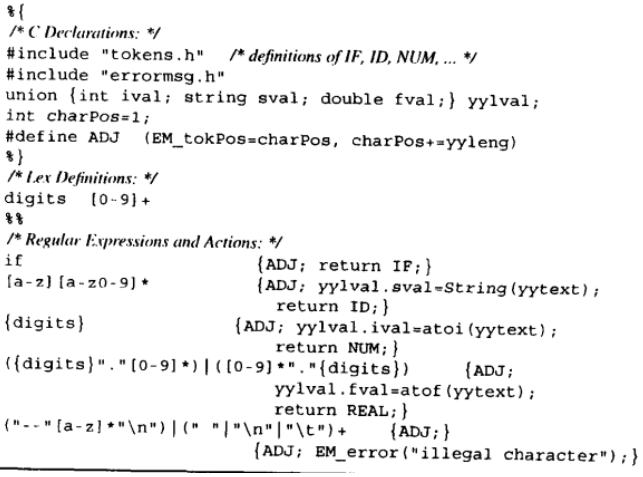 %{
/* C Declarations: */
#include "tokens.h" /* definitions of IF, ID, NUM, ... */
#include "errormsg.h"
union {int ival; string sval; double fval;} yylval;
int charPos=1;
#define ADJ (EM_tokPos=charPos, charPos+=yyleng)
%}
/* Lex Definitions: */
digits [0-9]+
%%
/* Regular Expressions and Actions: */
if {ADJ; return IF;}
[a-z][a-z0-9]* {ADJ; yylval.sval=String(yytext);
return ID;}
{digits} {ADJ; yylval.ival=atoi(yytext);
return NUM;}
({digits}"."[0-9]*)|([0-9]*"."{digits}) {ADJ;
yylval.fval=atof(yytext);
return REAL;}
("--"[a-z]*"\n")|(" "|"\n"|"\t")+ {ADJ;}
{ADJ; EM_error("illegal character");}